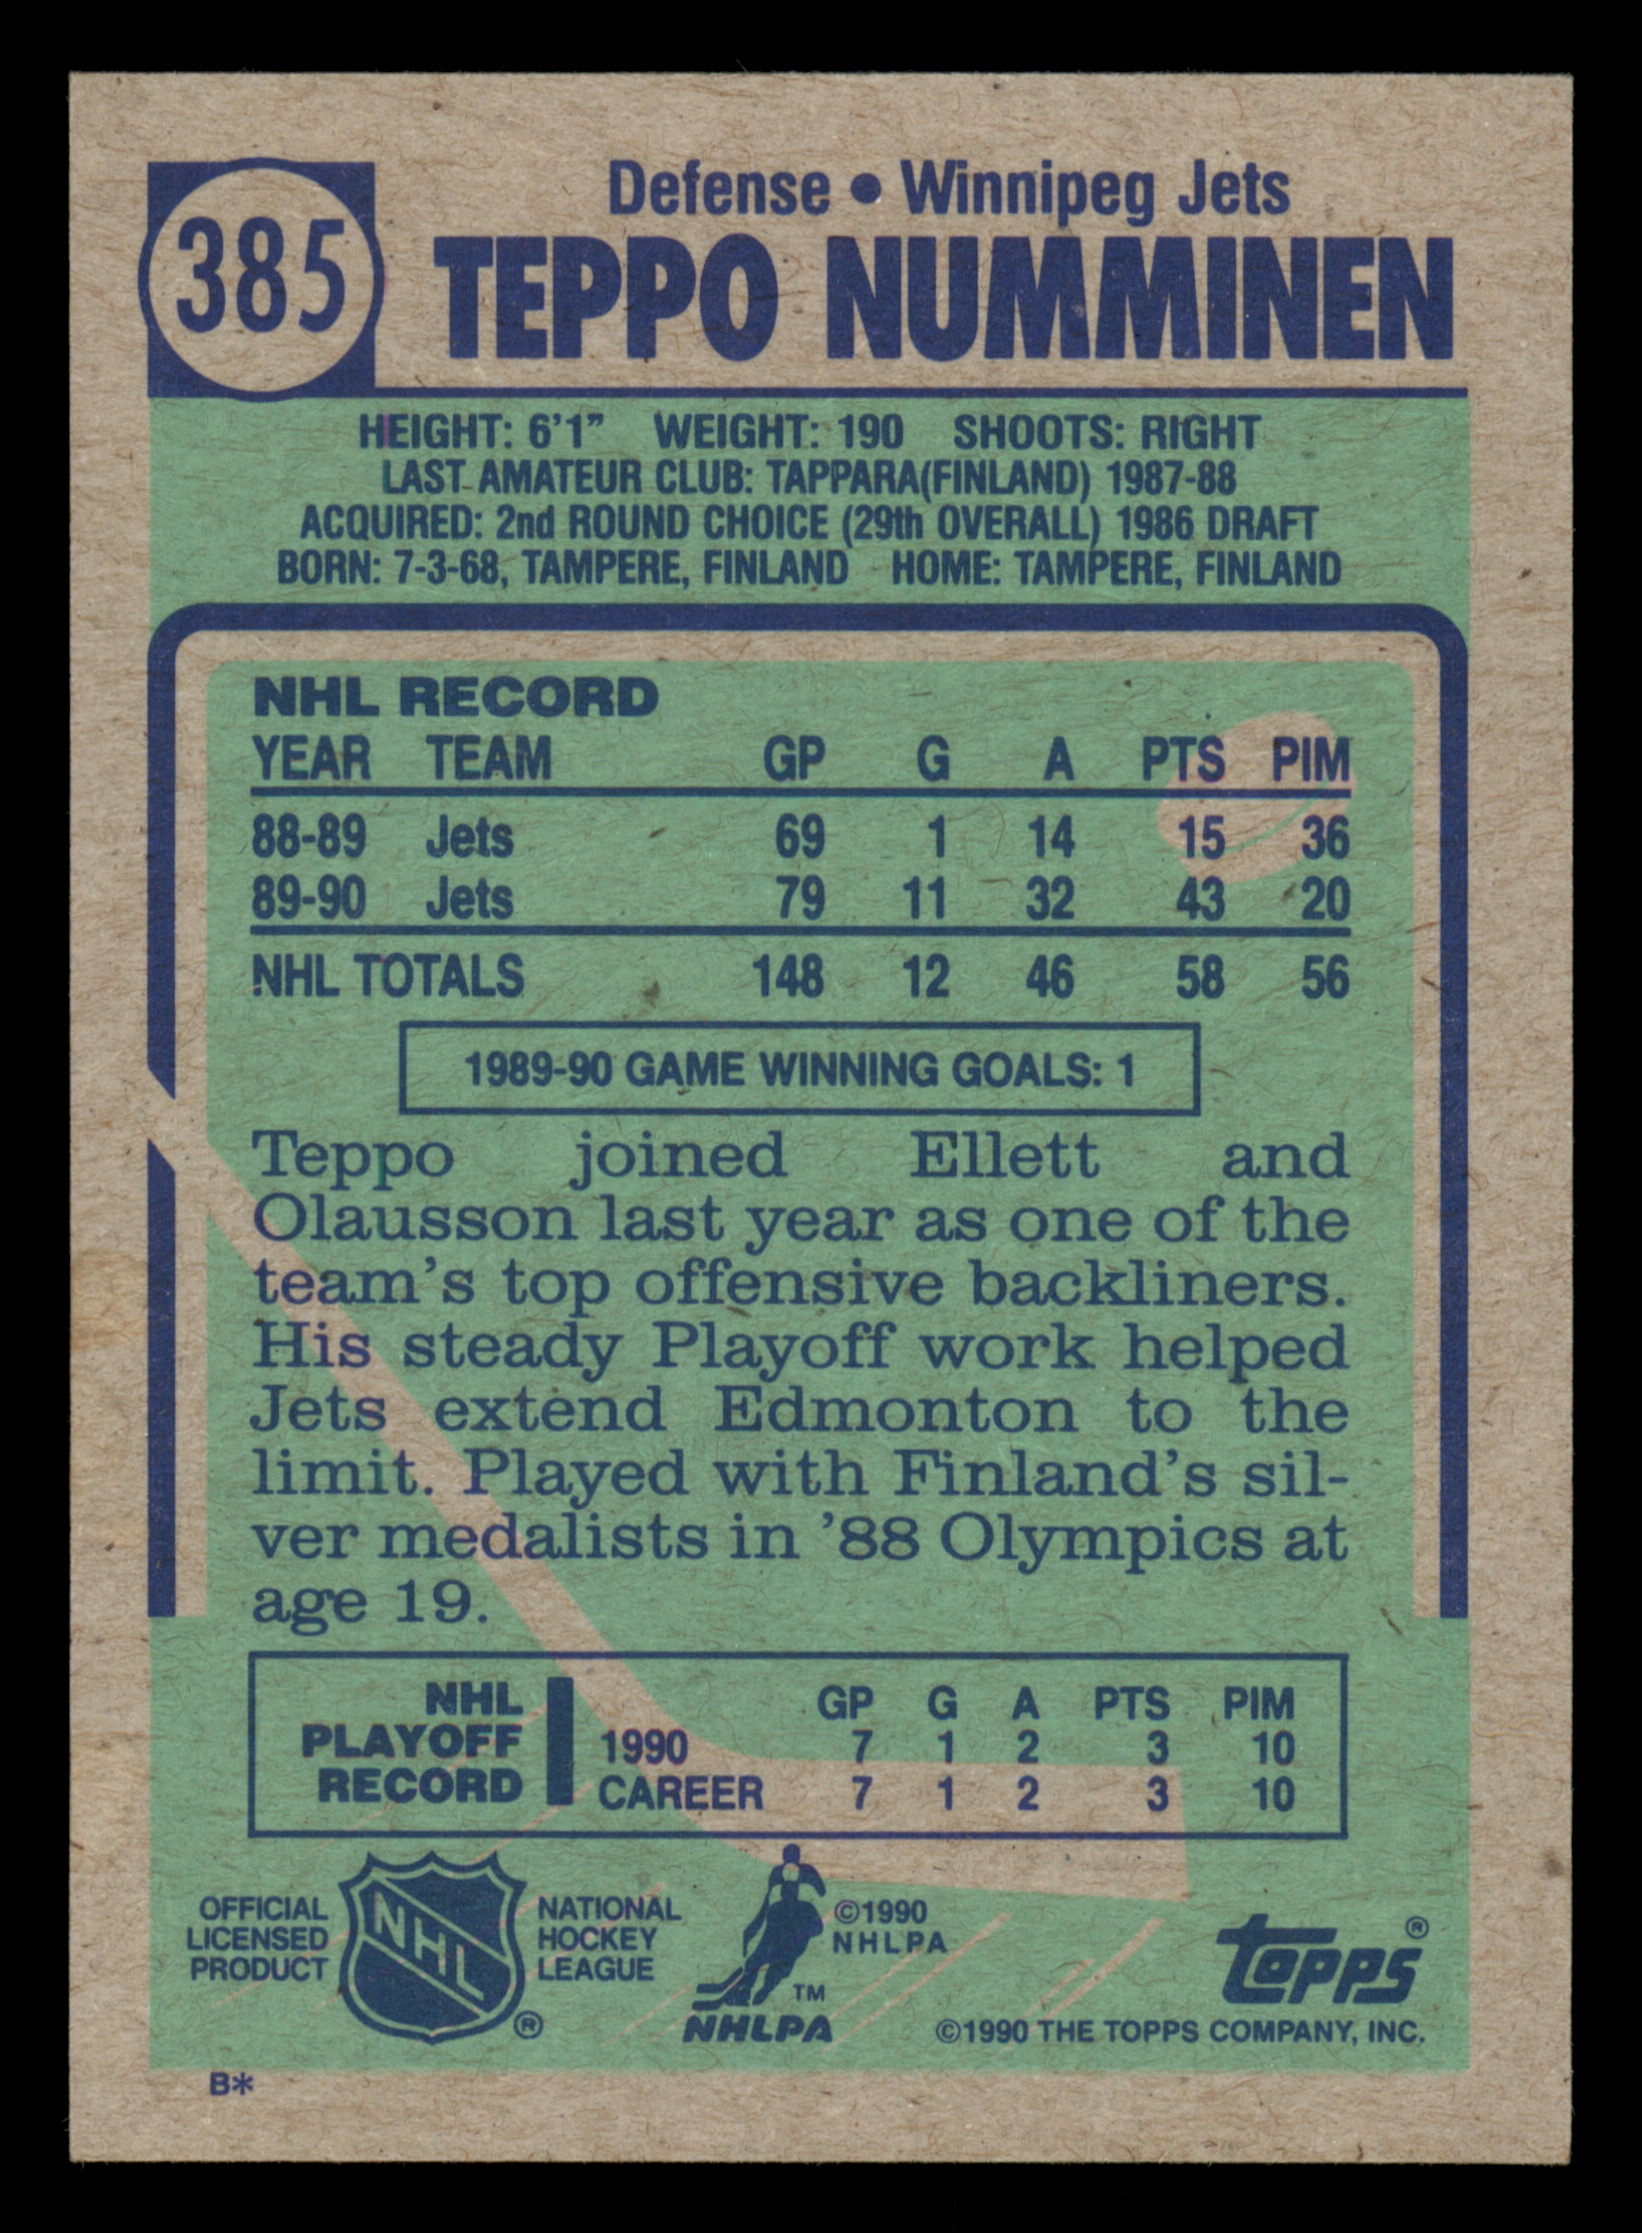 385
Defense • Winnipeg Jets
TEPPO NUMMINEN
HEIGHT: 6'1" WEIGHT: 190 SHOOTS: RIGHT
LAST AMATEUR CLUB: TAPPARA(FINLAND) 1987-88
ACQUIRED: 2nd ROUND CHOICE (29th OVERALL) 1986 DRAFT
BORN: 7-3-68, TAMPERE, FINLAND HOME: TAMPERE, FINLAND
NHL RECORD
YEAR TEAM GP G A PTS PIM
88-89 Jets 69 1 14 15 36
89-90 Jets 79 11 32 43 20
NHL TOTALS 148 12 46 58 56
1989-90 GAME WINNING GOALS: 1
Teppo joined Ellett and
Olausson last year as one of the
team's top offensive backliners.
His steady Playoff work helped
Jets extend Edmonton to the
limit. Played with Finland's sil-
ver medalists in '88 Olympics at
age 19.
NHL PLAYOFF RECORD
GP G A PTS PIM
1990 7 1 2 3 10
CAREER 7 1 2 3 10
OFFICIAL
LICENSED
PRODUCT
NHL
®
NATIONAL
HOCKEY
LEAGUE
TM
NHLPA
©1990
NHLPA
topps®
©1990 THE TOPPS COMPANY, INC.
B*